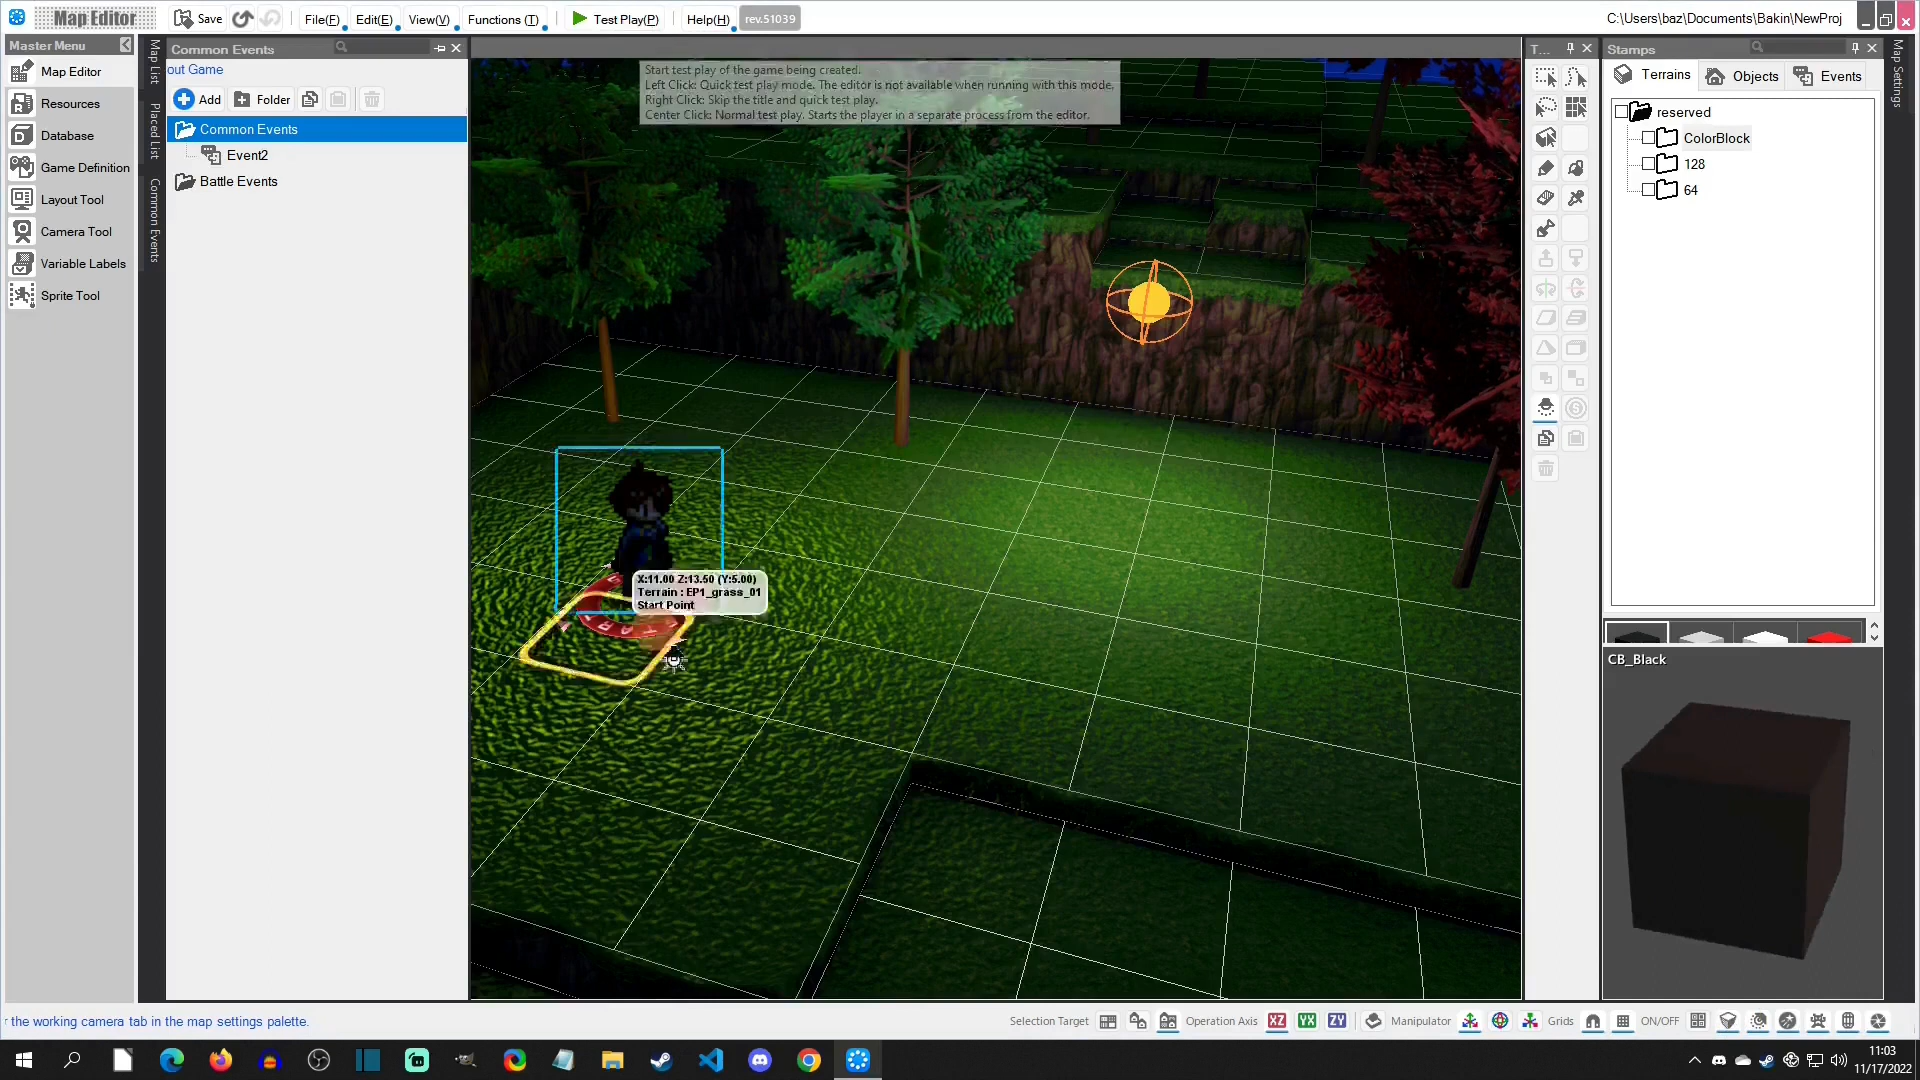 Map Editor
Save
File(F)
Edit(E)
View(V)
Functions (T)
Test Play(P)
Help(H)
rev.51039
C:\Users\baz\Documents\Bakin\NewProj
Master Menu
Map Editor
Resources
Database
Game Definition
Layout Tool
Camera Tool
Variable Labels
Sprite Tool
Map List
Placed List
Common Events
Common Events
out Game
Add
Folder
Common Events
Event2
Battle Events
Start test play of the game being created.
Left Click: Quick test play mode. The editor is not available when running with this mode.
Right Click: Skip the title and quick test play.
Center Click: Normal test play. Starts the player in a separate process from the editor.
X:11.00 Z:13.50 (Y:5.00)
Terrain : EP1_grass_01
Start Point
T...
Stamps
Terrains
Objects
Events
reserved
ColorBlock
128
64
CB_Black
Map Settings
the working camera tab in the map settings palette.
Selection Target
Operation Axis
XZ
YX
ZY
Manipulator
Grids
ON/OFF
11:03
11/17/2022